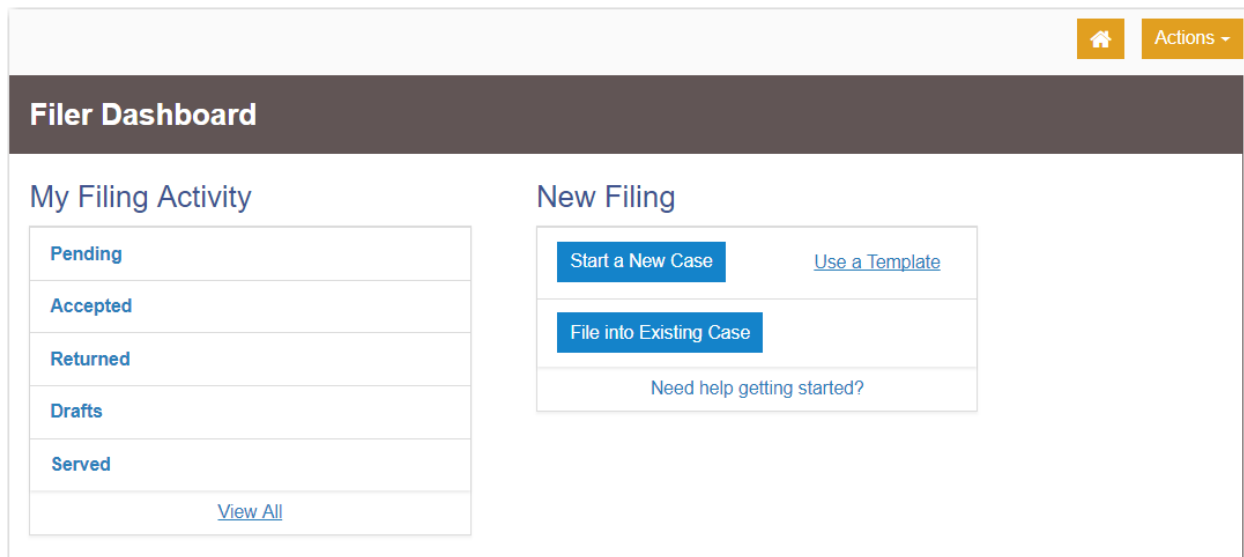 Actions
Filer Dashboard
My Filing Activity
Pending
Accepted
Returned
Drafts
Served
View All
New Filing
Start a New Case
Use a Template
File into Existing Case
Need help getting started?